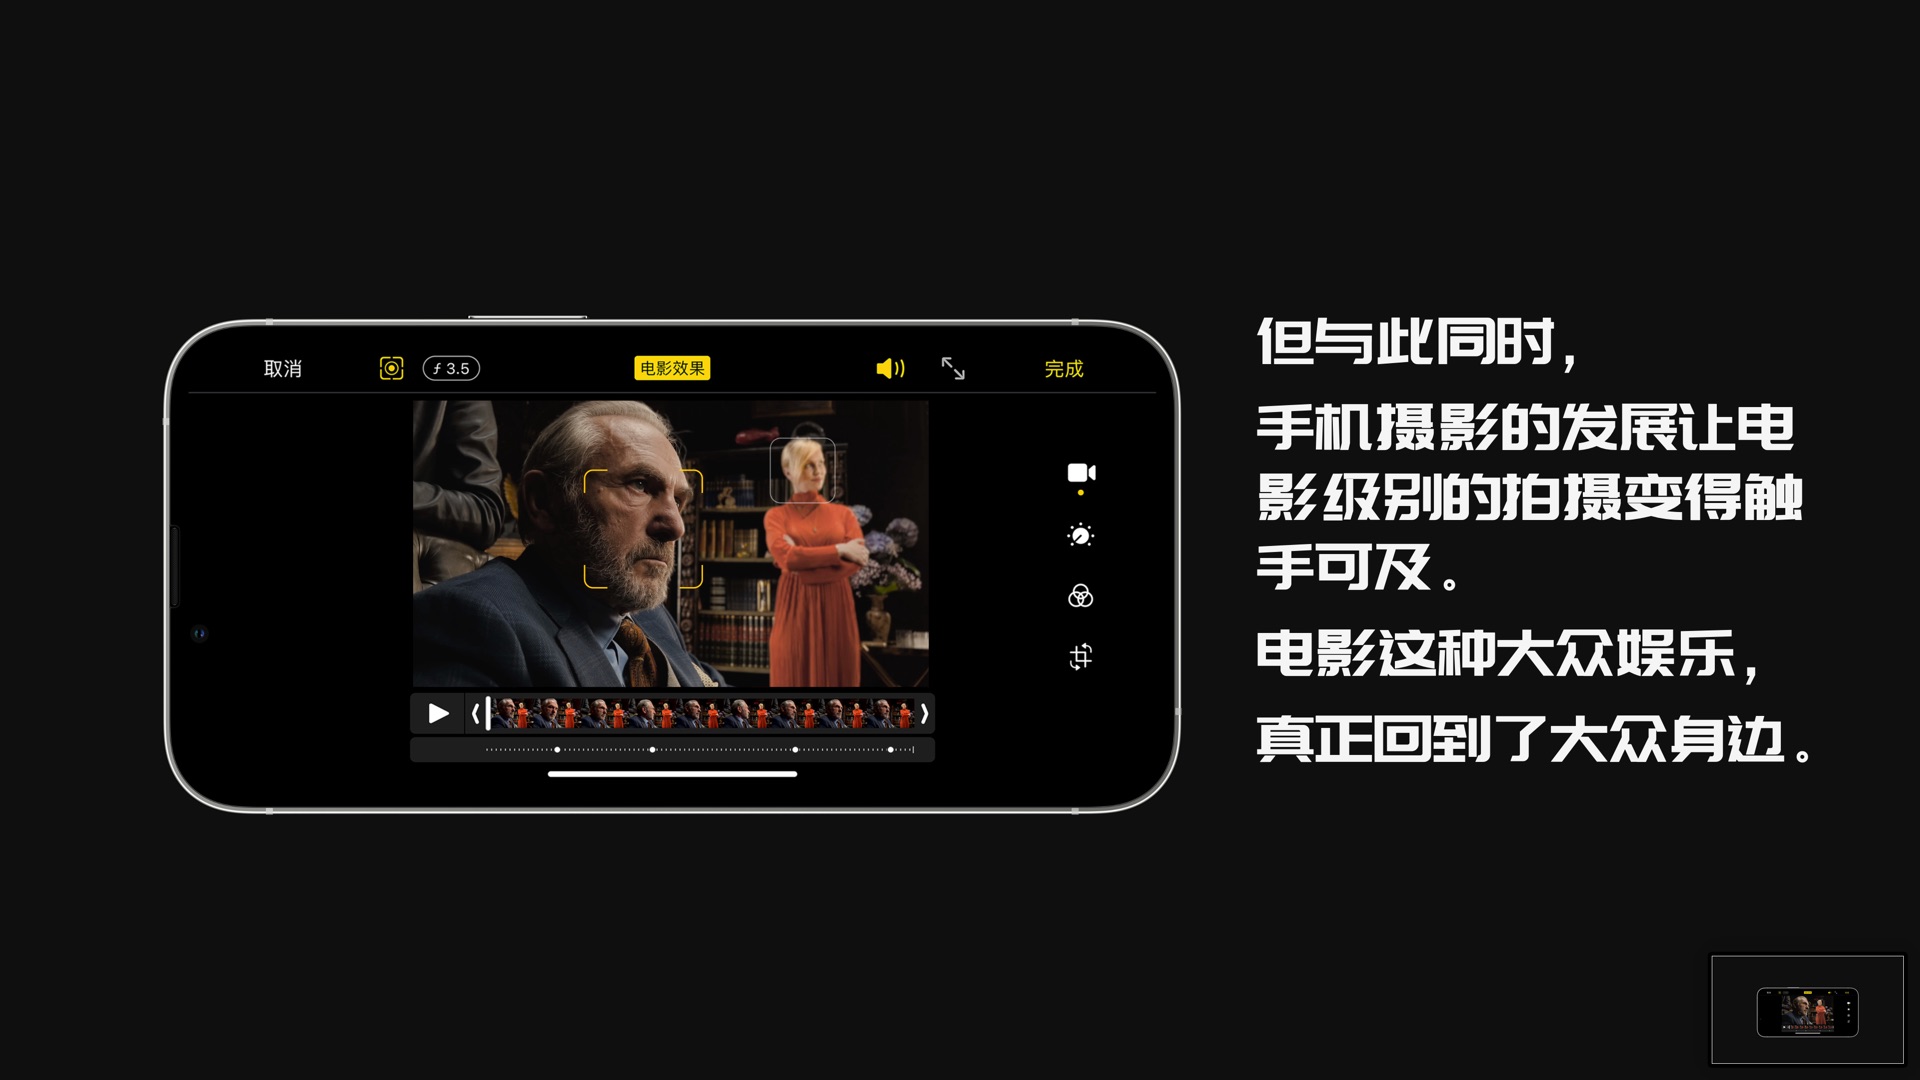 取消
ƒ 3.5
电影效果
完成
但与此同时，
手机摄影的发展让电
影级别的拍摄变得触
手可及。
电影这种大众娱乐，
真正回到了大众身边。